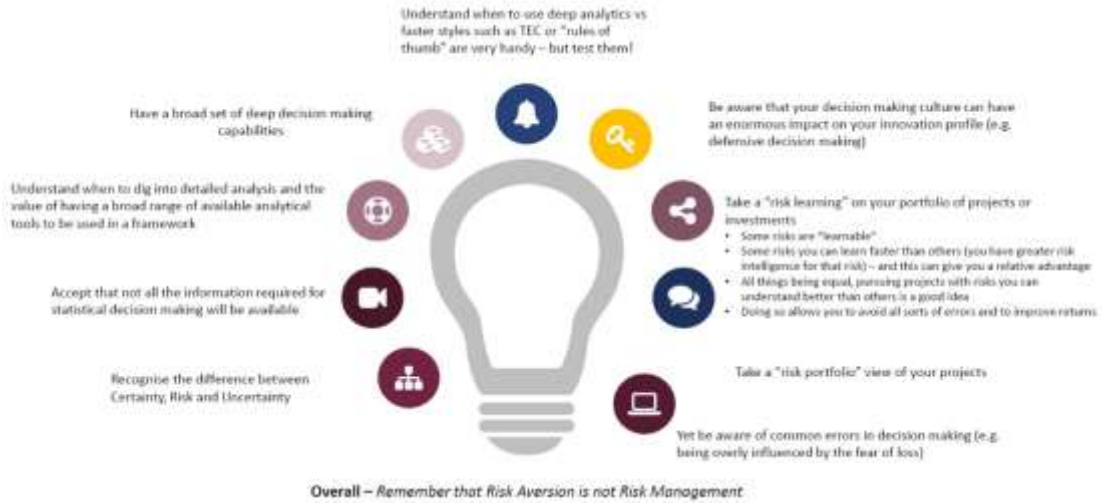 Understand when to use deep analytics vs
faster styles such as TEC or "rules of
thumb" are very handy – but test them!
Have a broad set of deep decision making
capabilities
Be aware that your decision making culture can have
an enormous impact on your innovation profile (e.g.
defensive decision making)
Understand when to dig into detailed analysis and the
value of having a broad range of available analytical
tools to be used in a framework
Take a "risk learning" on your portfolio of projects or
investments
• Some risks are "learnable"
• Some risks you can learn faster than others (you have greater risk
intelligence for that risk) – and this can give you a relative advantage
• All things being equal, pursuing projects with risks you can
understand better than others is a good idea
• Doing so allows you to avoid all sorts of errors and to improve returns
Accept that not all the information required for
statistical decision making will be available
Recognise the difference between
Certainty, Risk and Uncertainty
Take a "risk portfolio" view of your projects
Yet be aware of common errors in decision making (e.g.
being overly influenced by the fear of loss)
Overall – Remember that Risk Aversion is not Risk Management